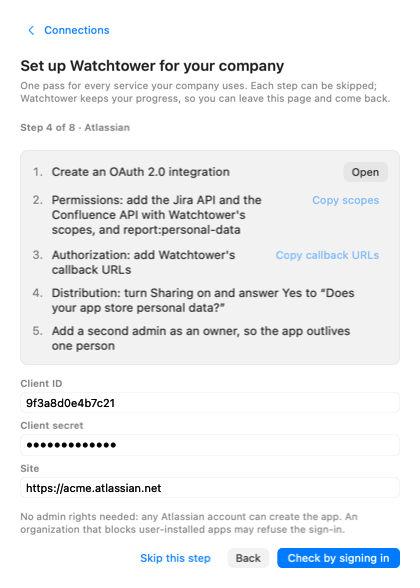 Connections
Set up Watchtower for your company
One pass for every service your company uses. Each step can be skipped;
Watchtower keeps your progress, so you can leave this page and come back.
Step 4 of 8 · Atlassian
1. Create an OAuth 2.0 integration Open
2. Permissions: add the Jira API and the Copy scopes
Confluence API with Watchtower's
scopes, and report:personal-data
3. Authorization: add Watchtower's Copy callback URLs
callback URLs
4. Distribution: turn Sharing on and answer Yes to “Does
your app store personal data?”
5. Add a second admin as an owner, so the app outlives
one person
Client ID
9f3a8d0e4b7c21
Client secret
•••••••••••••
Site
https://acme.atlassian.net
No admin rights needed: any Atlassian account can create the app. An
organization that blocks user-installed apps may refuse the sign-in.
Skip this step Back Check by signing in